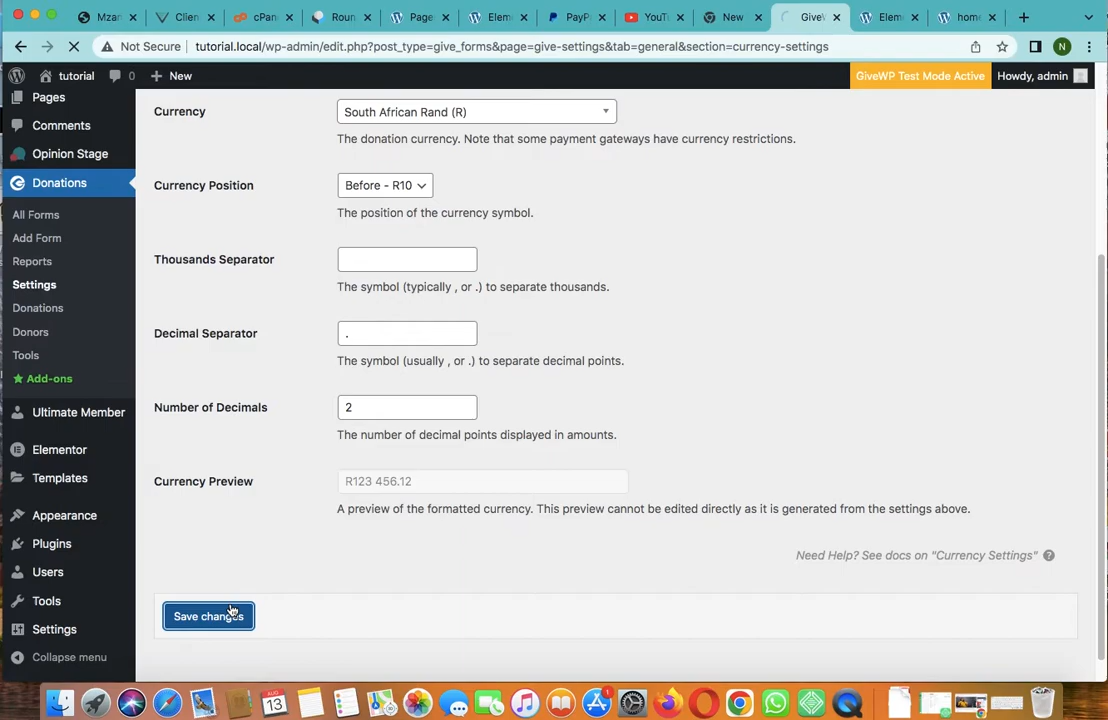 Mzan
Clien
cPan
Roun
Page
Elem
PayP
YouT
New
GiveV
Elem
home
Not Secure
tutorial.local/wp-admin/edit.php?post_type=give_forms&page=give-settings&tab=general&section=currency-settings
N
tutorial
0
New
GiveWP Test Mode Active
Howdy, admin
Pages
Comments
Opinion Stage
Donations
All Forms
Add Form
Reports
Settings
Donations
Donors
Tools
Add-ons
Ultimate Member
Elementor
Templates
Appearance
Plugins
Users
Tools
Settings
Collapse menu
Currency
South African Rand (R)
The donation currency. Note that some payment gateways have currency restrictions.
Currency Position
Before - R10
The position of the currency symbol.
Thousands Separator
The symbol (typically , or .) to separate thousands.
Decimal Separator
.
The symbol (usually , or .) to separate decimal points.
Number of Decimals
2
The number of decimal points displayed in amounts.
Currency Preview
R123 456.12
A preview of the formatted currency. This preview cannot be edited directly as it is generated from the settings above.
Need Help? See docs on "Currency Settings"
Save changes
AUG
13
1